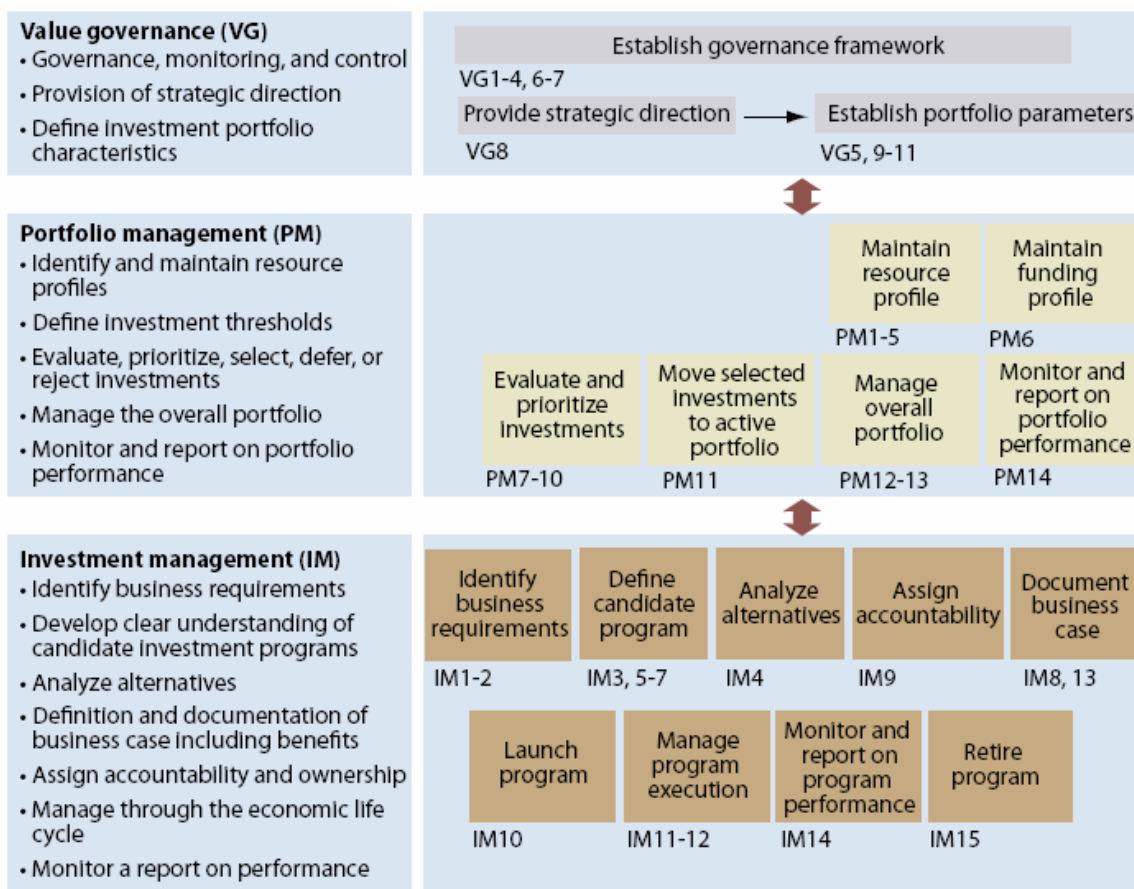 Value governance (VG)
• Governance, monitoring, and control
• Provision of strategic direction
• Define investment portfolio
characteristics
Establish governance framework
VG1-4, 6-7
Provide strategic direction
VG8
Establish portfolio parameters
VG5, 9-11
Portfolio management (PM)
• Identify and maintain resource
profiles
• Define investment thresholds
• Evaluate, prioritize, select, defer, or
reject investments
• Manage the overall portfolio
• Monitor and report on portfolio
performance
Maintain
resource
profile
PM1-5
Maintain
funding
profile
PM6
Evaluate and
prioritize
investments
PM7-10
Move selected
investments
to active
portfolio
PM11
Manage
overall
portfolio
PM12-13
Monitor and
report on
portfolio
performance
PM14
Investment management (IM)
• Identify business requirements
• Develop clear understanding of
candidate investment programs
• Analyze alternatives
• Definition and documentation of
business case including benefits
• Assign accountability and ownership
• Manage through the economic life
cycle
• Monitor a report on performance
Identify
business
requirements
IM1-2
Define
candidate
program
IM3, 5-7
Analyze
alternatives
IM4
Assign
accountability
IM9
Document
business
case
IM8, 13
Launch
program
IM10
Manage
program
execution
IM11-12
Monitor and
report on
program
performance
IM14
Retire
program
IM15